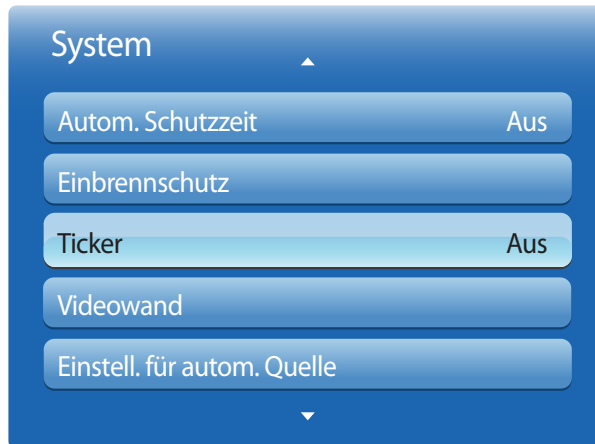 System
Autom. Schutzzeit Aus
Einbrennschutz
Ticker Aus
Videowand
Einstell. für autom. Quelle